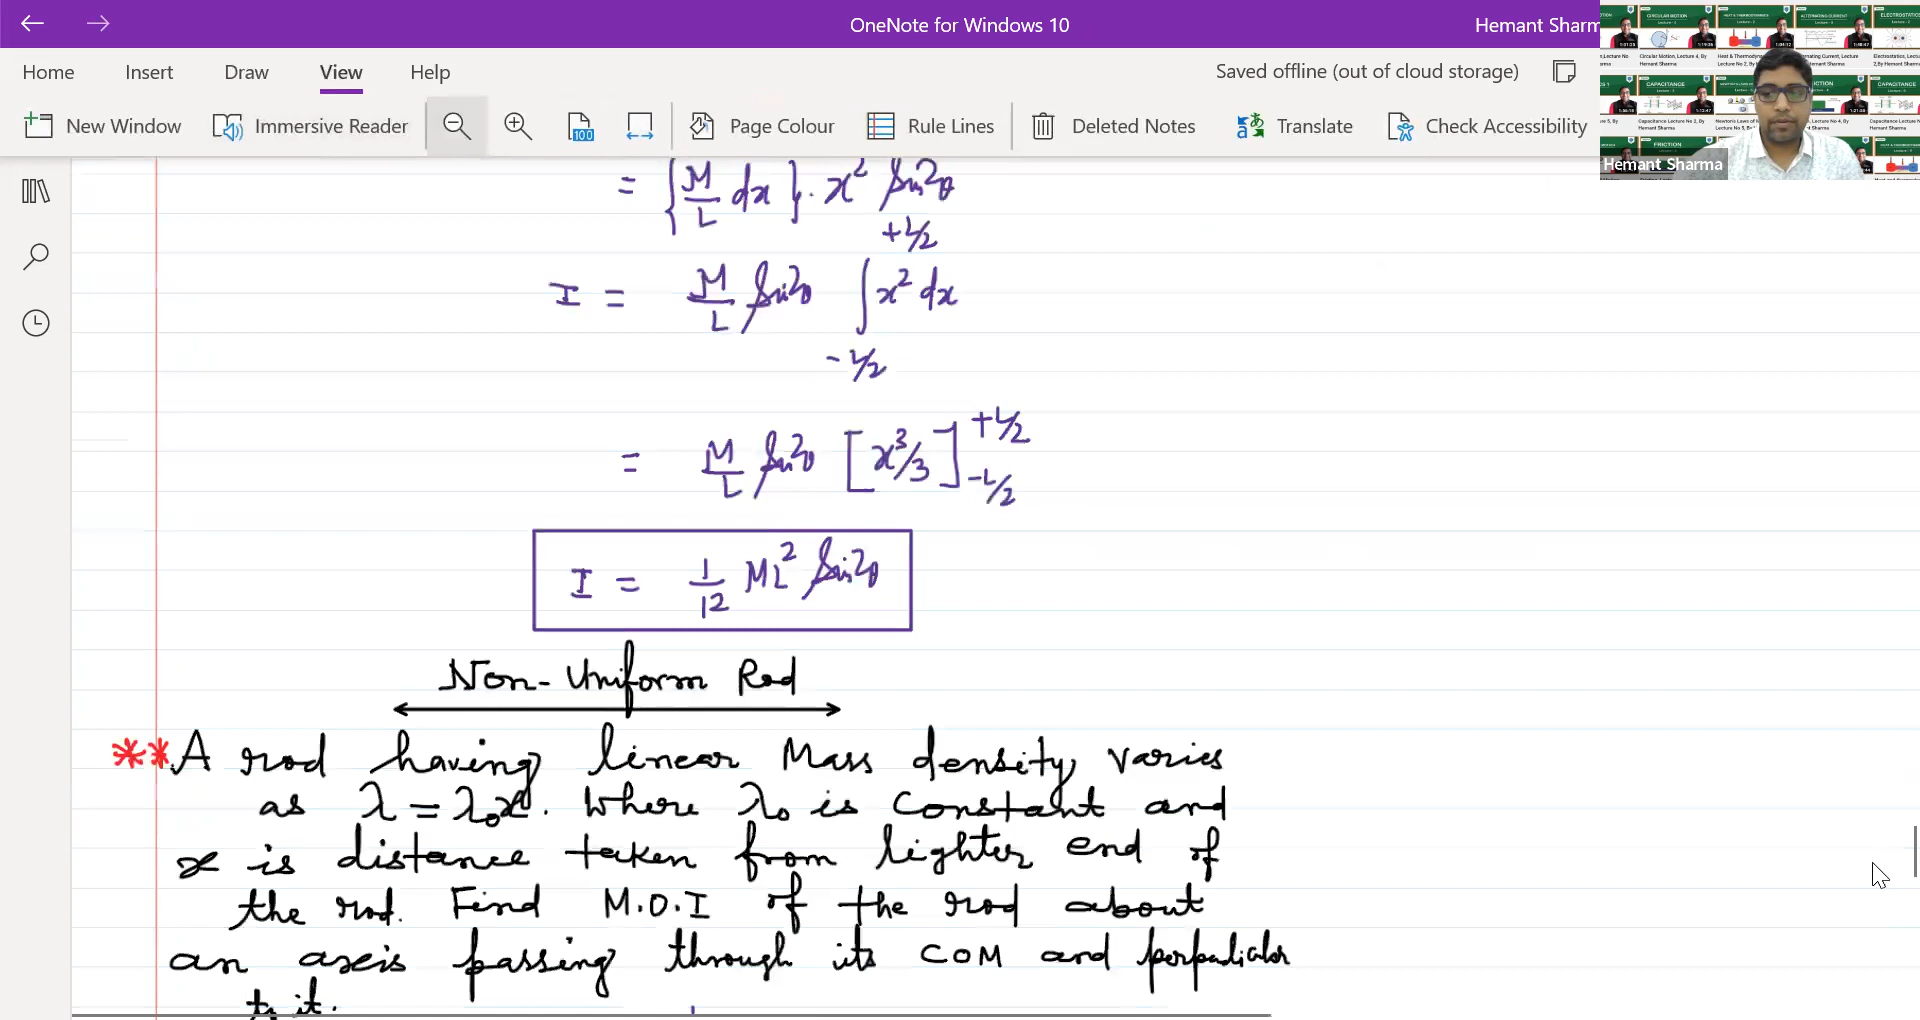 OneNote for Windows 10
Hemant Sharm
Home Insert Draw View Help
Saved offline (out of cloud storage)
New Window Immersive Reader 100 Page Colour Rule Lines Deleted Notes Translate Check Accessibility
Hemant Sharma
= {M/L dx}. x² Sin²θ
I = M/L Sin²θ ∫ x² dx +L/2 -L/2
= M/L Sin²θ [x³/3] +L/2 -L/2
I = 1/12 ML² Sin²θ
Non-Uniform Rod
**A rod having linear Mass density varies
as λ=λ₀x. Where λ₀ is constant and
x is distance taken from lighter end of
the rod. Find M.O.I of the rod about
an axis passing through its COM and perpendicular
to it.